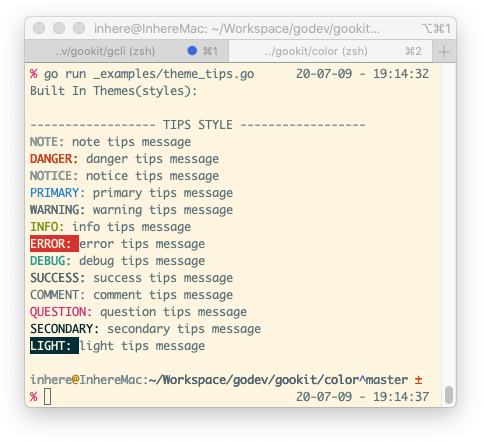 inhere@InhereMac: ~/Workspace/godev/gookit... ⌥⌘1
..v/gookit/gcli (zsh) ⌘1 ../gookit/color (zsh) ⌘2 +
% go run _examples/theme_tips.go 20-07-09 - 19:14:32
Built In Themes(styles):
----------------- TIPS STYLE -----------------
NOTE: note tips message
DANGER: danger tips message
NOTICE: notice tips message
PRIMARY: primary tips message
WARNING: warning tips message
INFO: info tips message
ERROR: error tips message
DEBUG: debug tips message
SUCCESS: success tips message
COMMENT: comment tips message
QUESTION: question tips message
SECONDARY: secondary tips message
LIGHT: light tips message
inhere@InhereMac:~/Workspace/godev/gookit/color^master ±
% 20-07-09 - 19:14:37